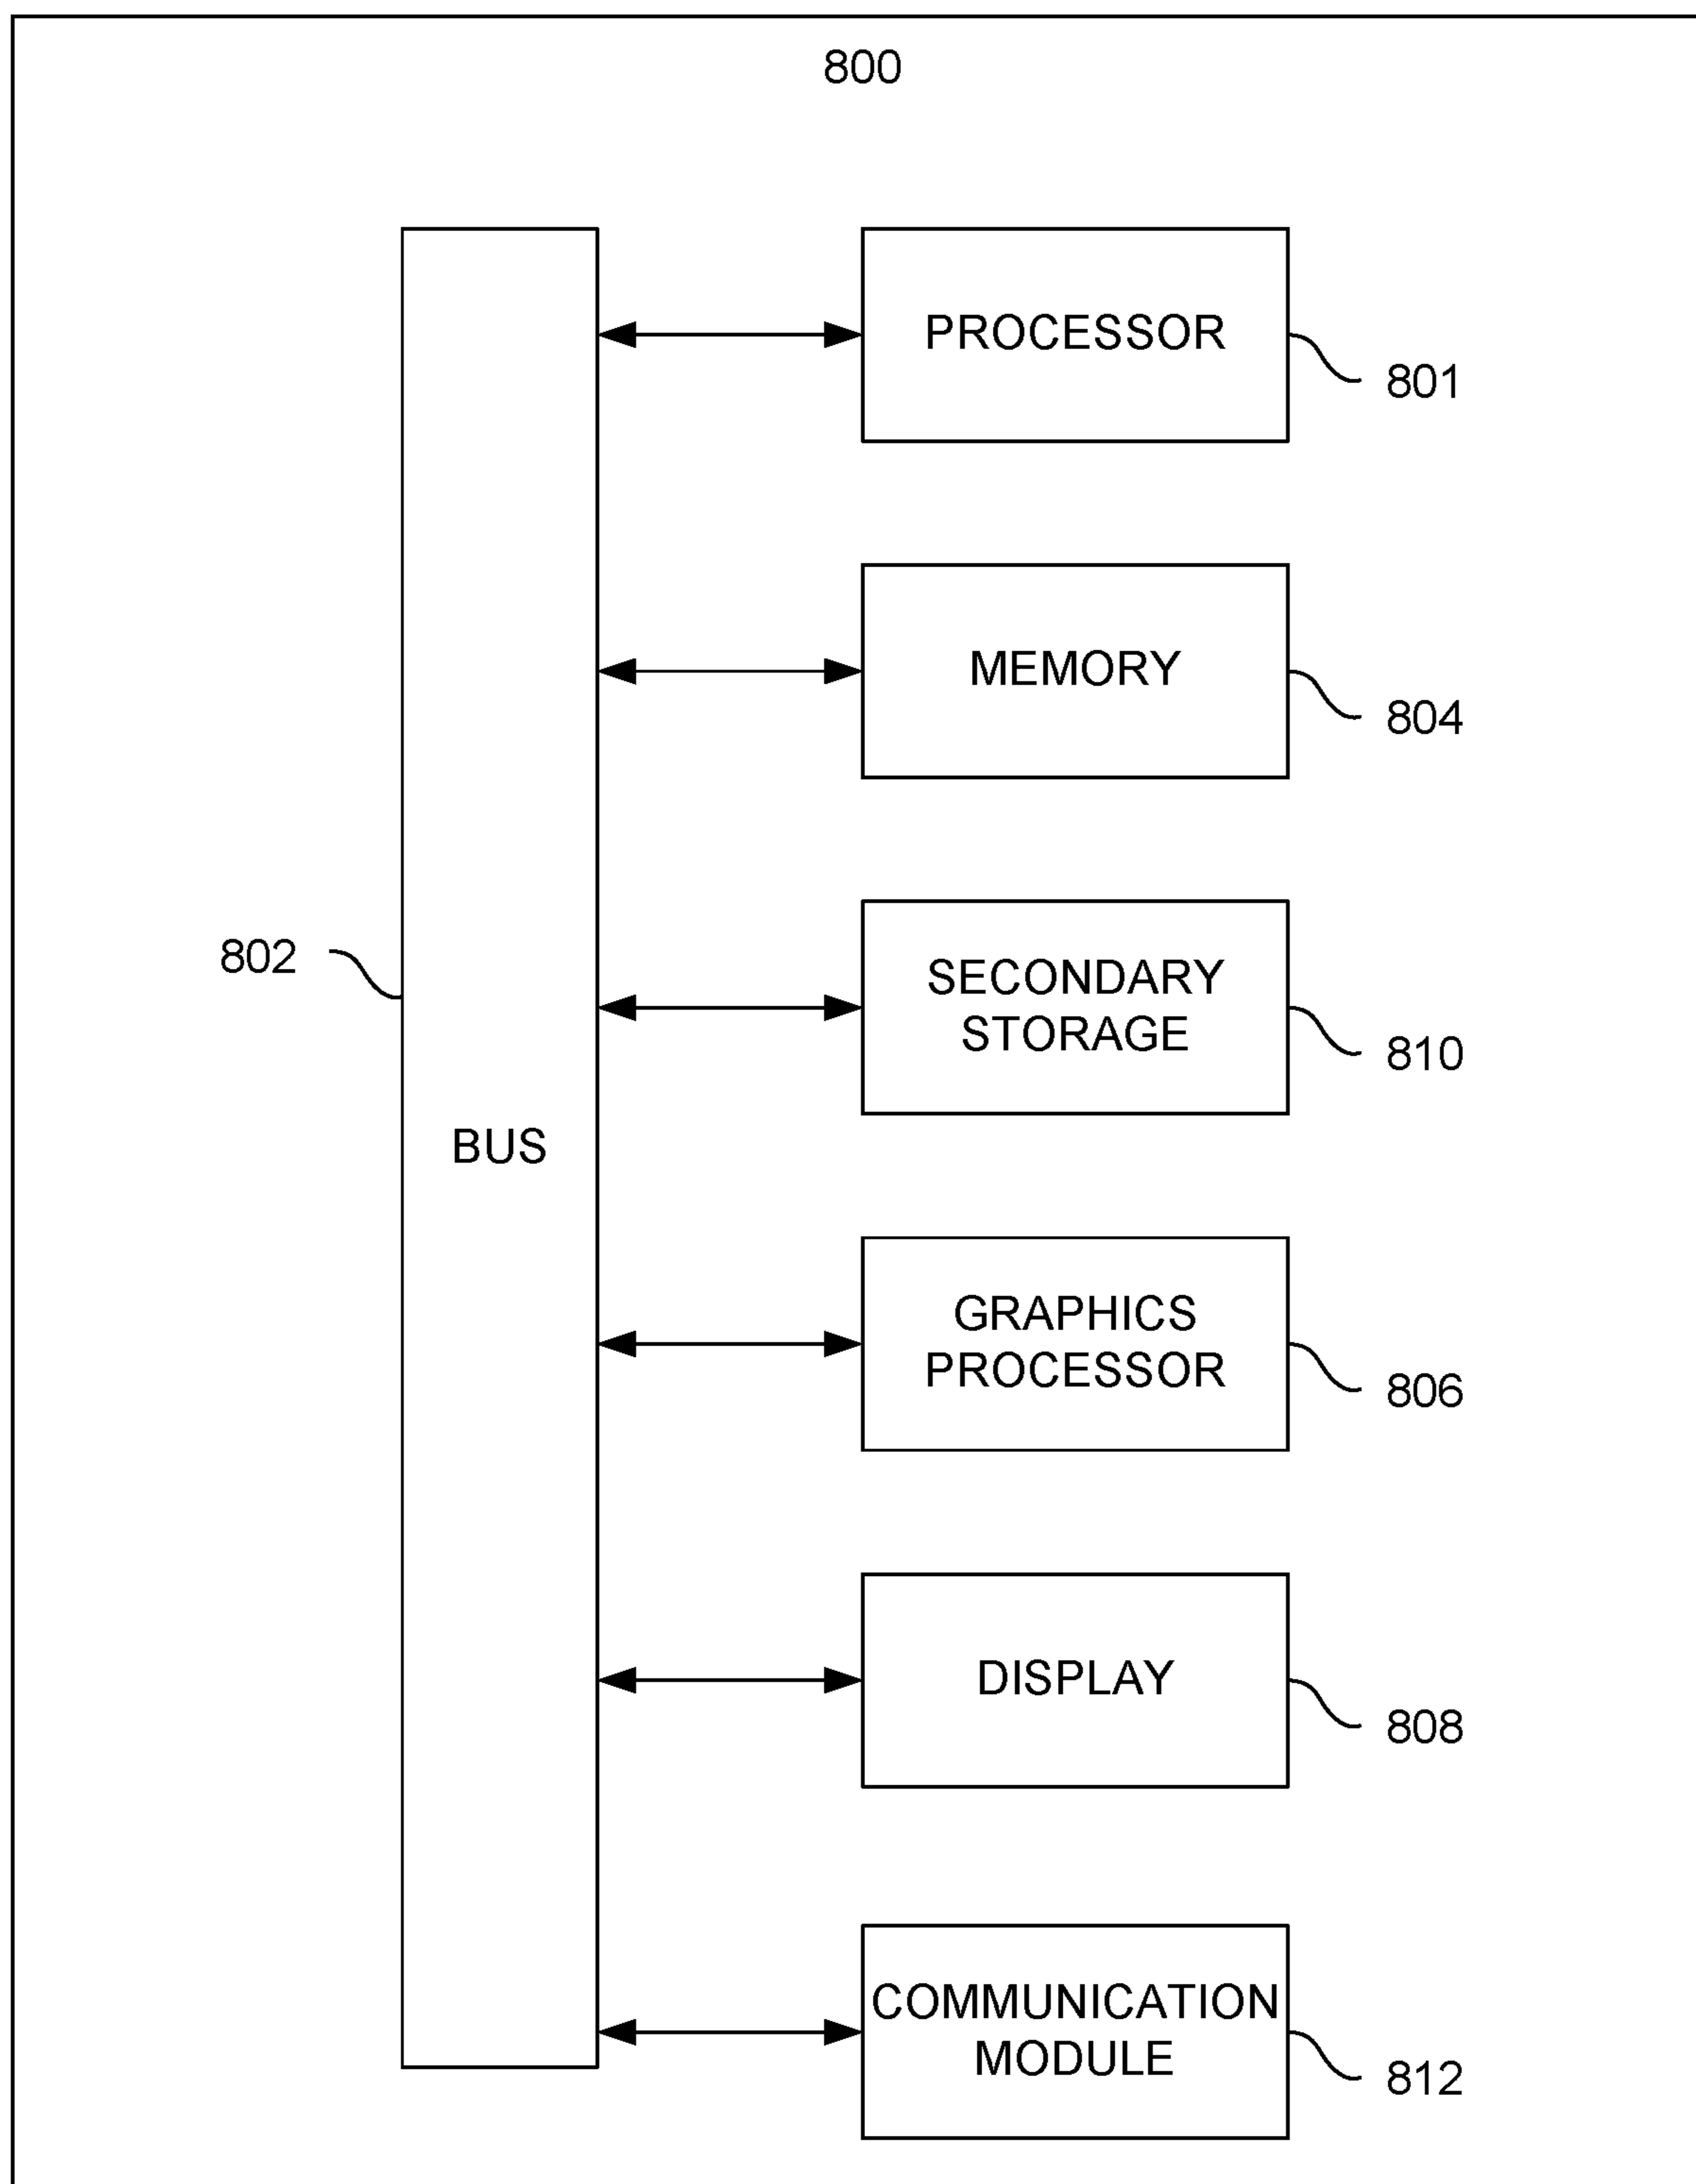 800
PROCESSOR
801
MEMORY
804
802
SECONDARY
STORAGE
810
BUS
GRAPHICS
PROCESSOR
806
DISPLAY
808
COMMUNICATION
MODULE
812